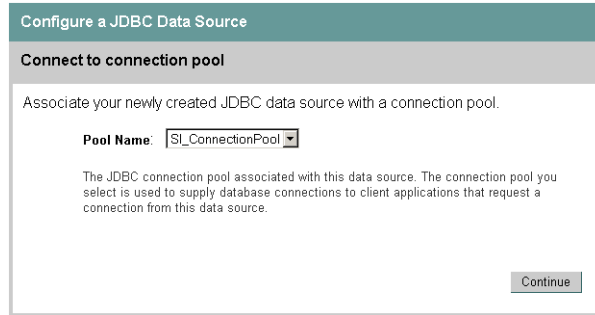 Configure a JDBC Data Source
Connect to connection pool
Associate your newly created JDBC data source with a connection pool.
Pool Name: SI_ConnectionPool
The JDBC connection pool associated with this data source. The connection pool you
select is used to supply database connections to client applications that request a
connection from this data source.
Continue